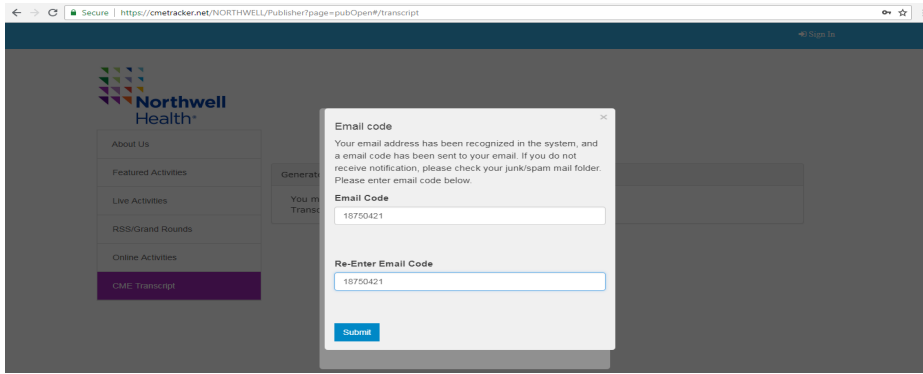 Secure | https://cmetracker.net/NORTHWELL/Publisher?page=pubOpen#/transcript
Sign In
Northwell
Health
About Us
Featured Activities
Live Activities
RSS/Grand Rounds
Online Activities
CME Transcript
Email code
Your email address has been recognized in the system, and
a email code has been sent to your email. If you do not
receive notification, please check your junk/spam mail folder.
Please enter email code below.
Email Code
18750421
Re-Enter Email Code
18750421
Submit